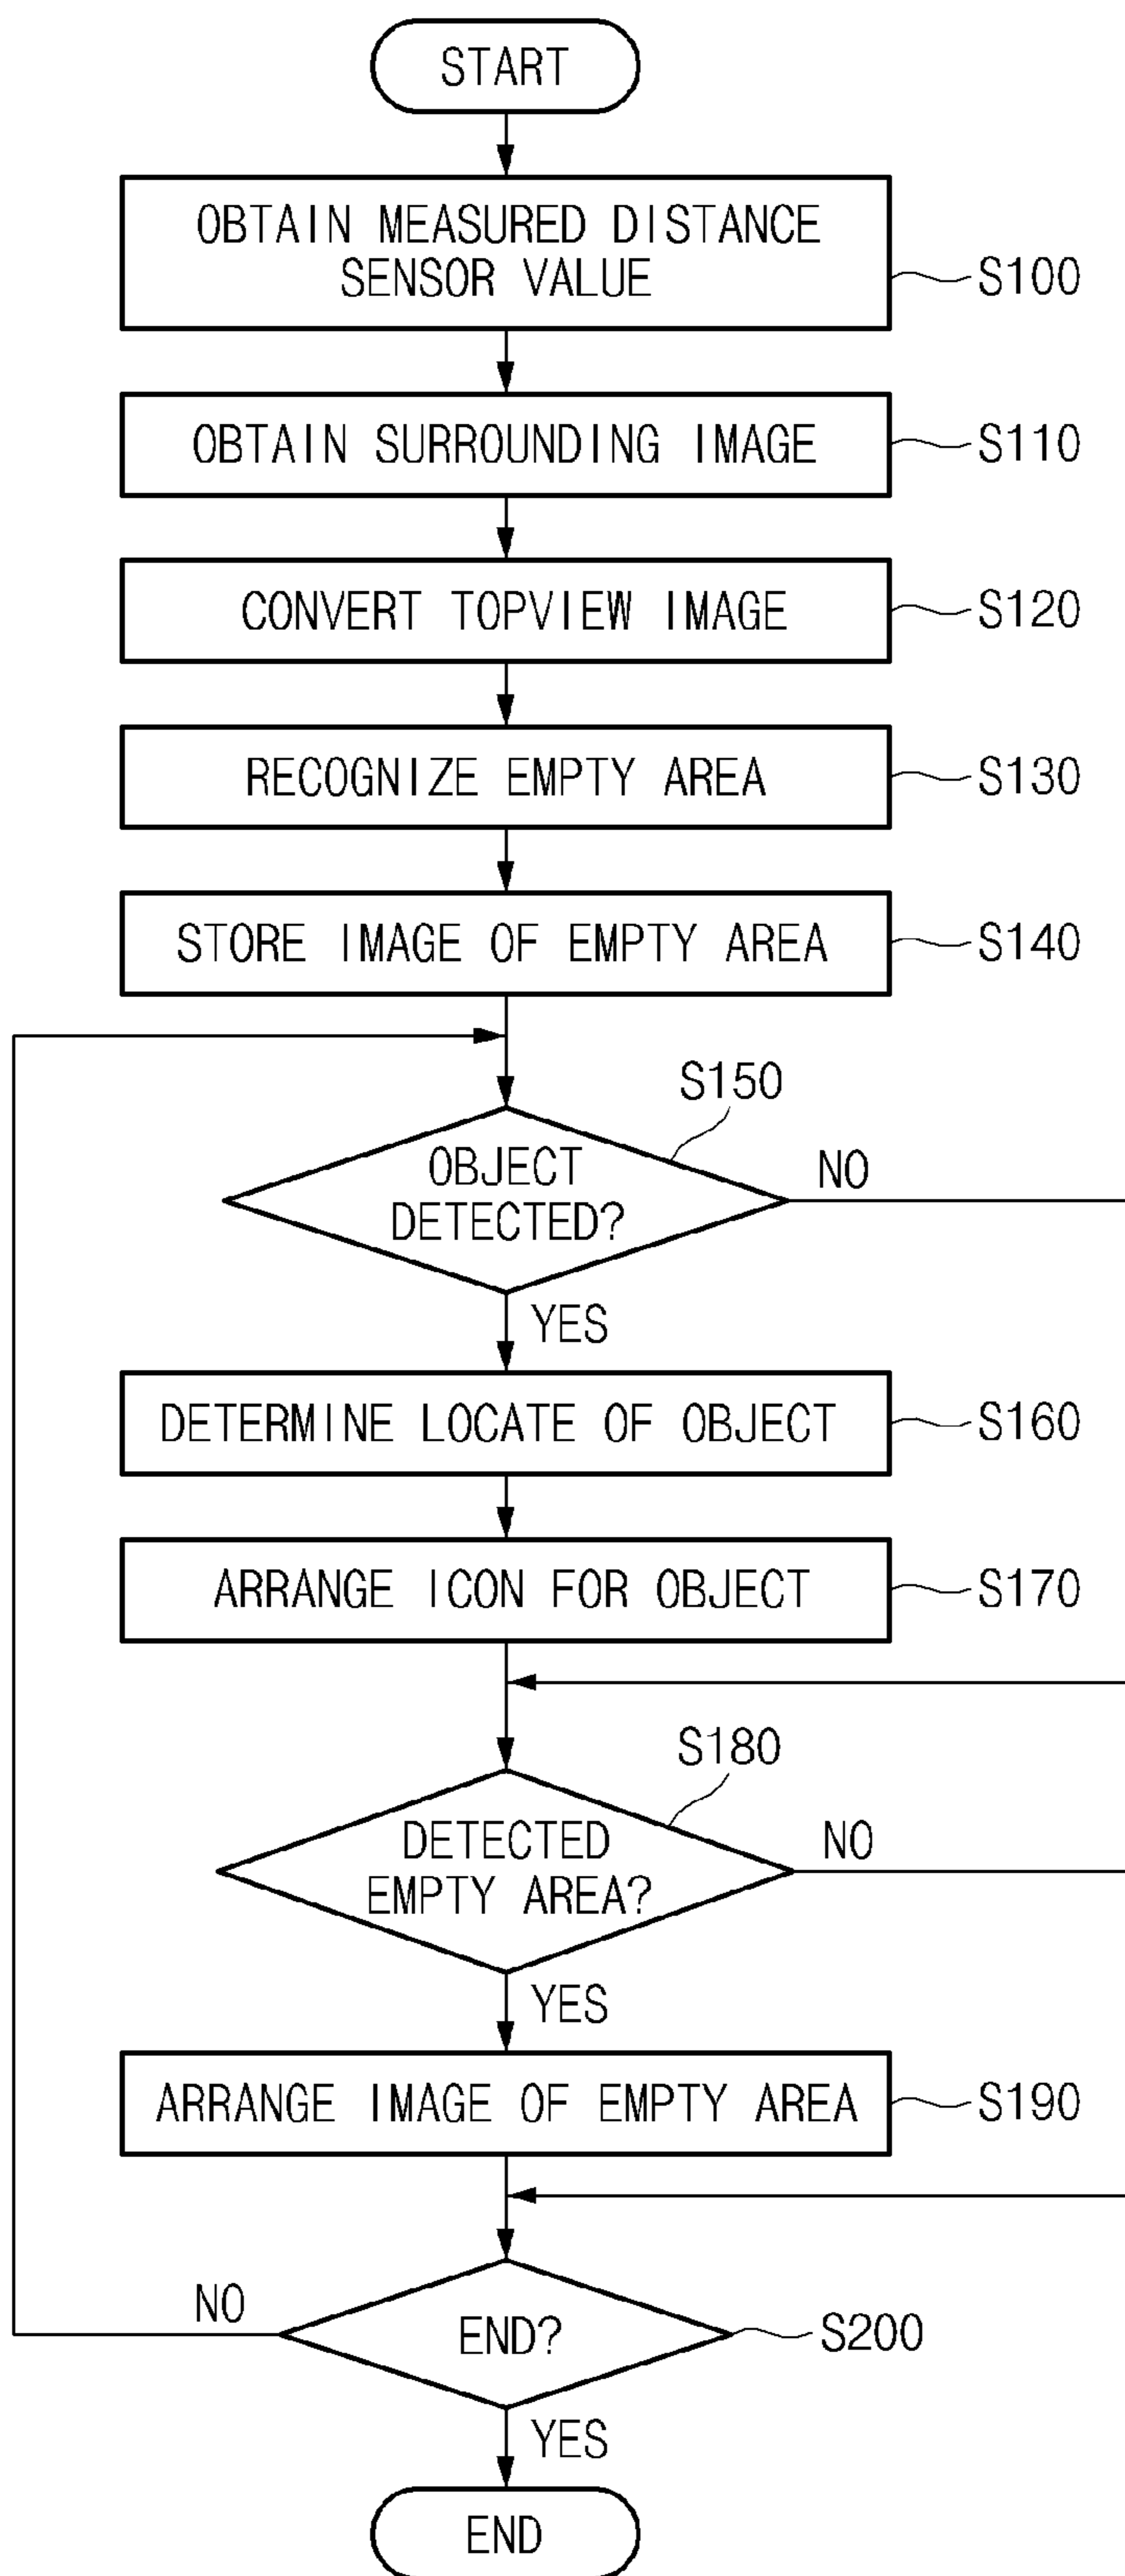 START
OBTAIN MEASURED DISTANCE
SENSOR VALUE
S100
OBTAIN SURROUNDING IMAGE
S110
CONVERT TOPVIEW IMAGE
S120
RECOGNIZE EMPTY AREA
S130
STORE IMAGE OF EMPTY AREA
S140
S150
OBJECT
DETECTED?
NO
YES
DETERMINE LOCATE OF OBJECT
S160
ARRANGE ICON FOR OBJECT
S170
S180
DETECTED
EMPTY AREA?
NO
YES
ARRANGE IMAGE OF EMPTY AREA
S190
NO
END?
S200
YES
END